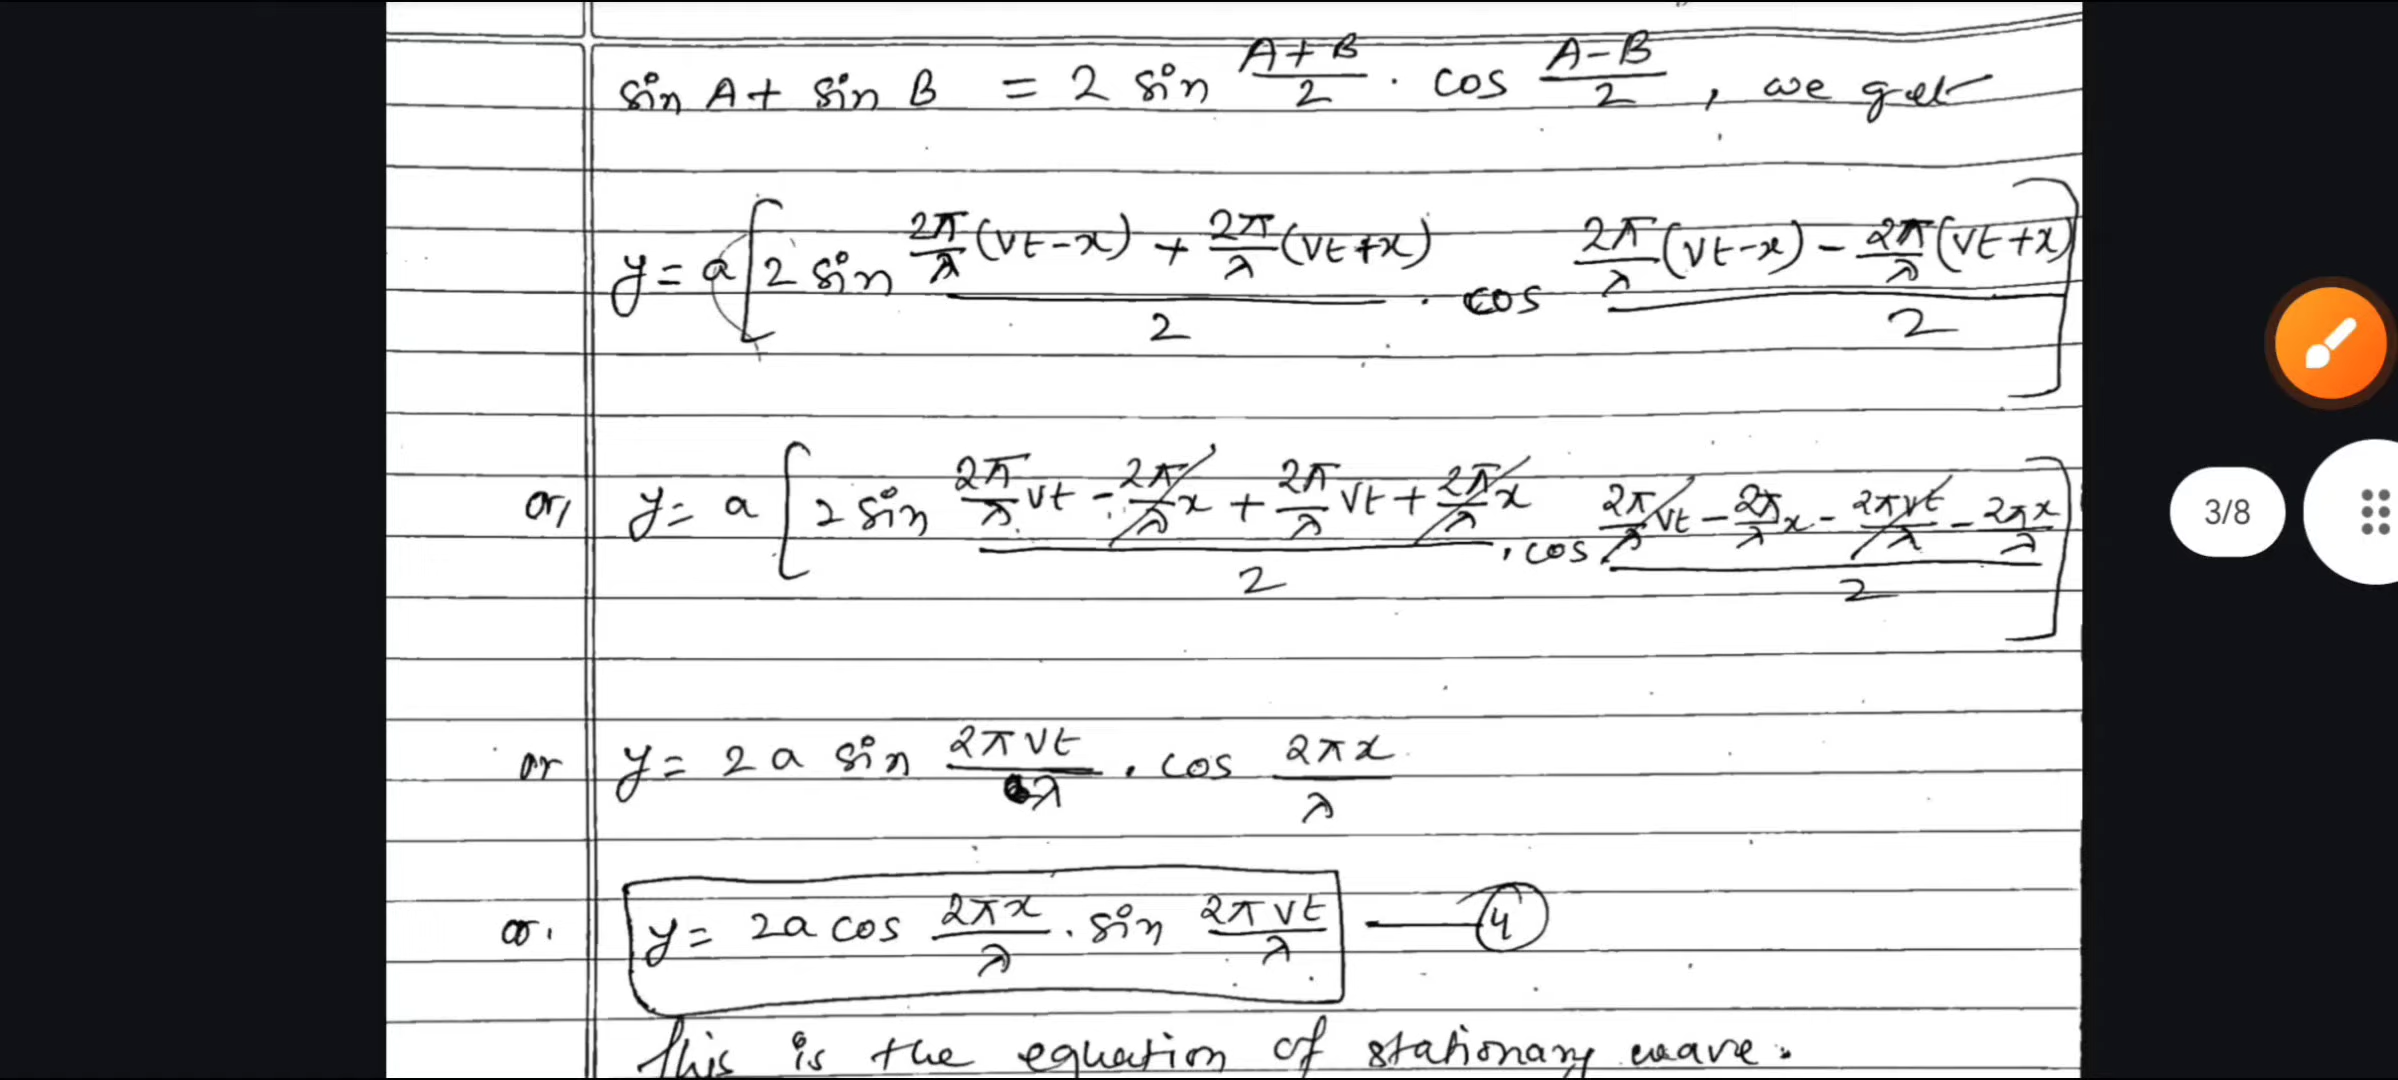 sin A + sin B = 2 sin (A+B)/2 . cos (A-B)/2 , we get
y = a[2 sin (2π/λ (vt-x) + 2π/λ (vt+x))/2 . cos (2π/λ (vt-x) - 2π/λ (vt+x))/2]
or, y = a [2 sin (2π/λ vt - 2π/λ x + 2π/λ vt + 2π/λ x)/2 . cos (2π/λ vt - 2π/λ x - 2πvt/λ - 2πx/λ)/2]
or y = 2 a sin 2πvt/λ . cos 2πx/λ
or. y = 2a cos 2πx/λ . sin 2πvt/λ — 4
This is the equation of stationary wave.
3/8